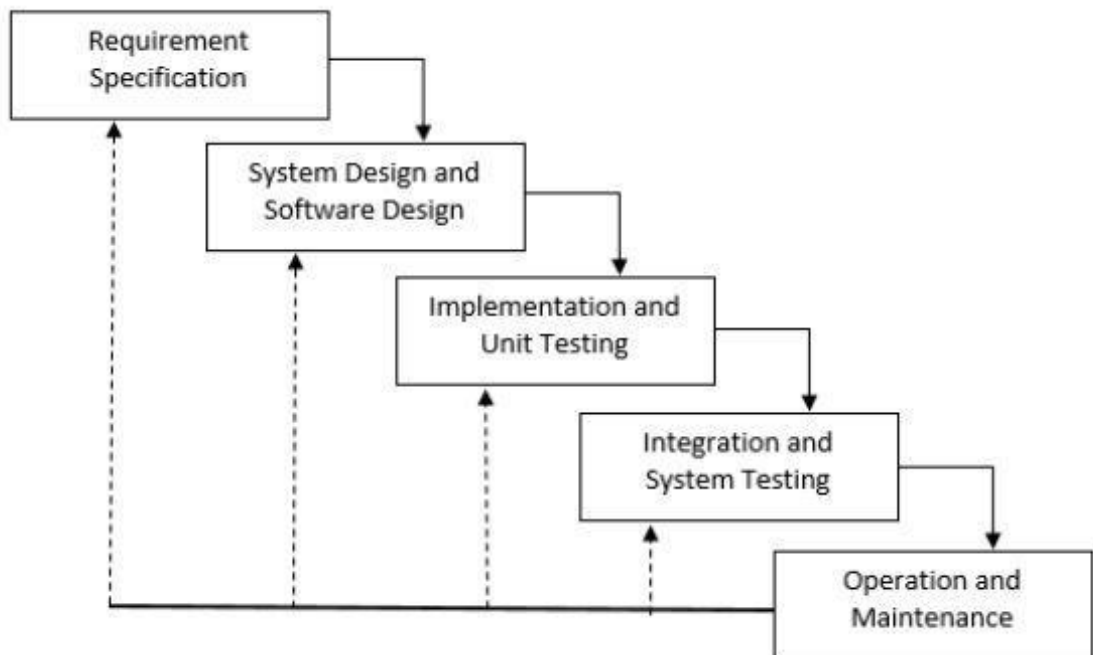 Requirement
Specification
System Design and
Software Design
Implementation and
Unit Testing
Integration and
System Testing
Operation and
Maintenance